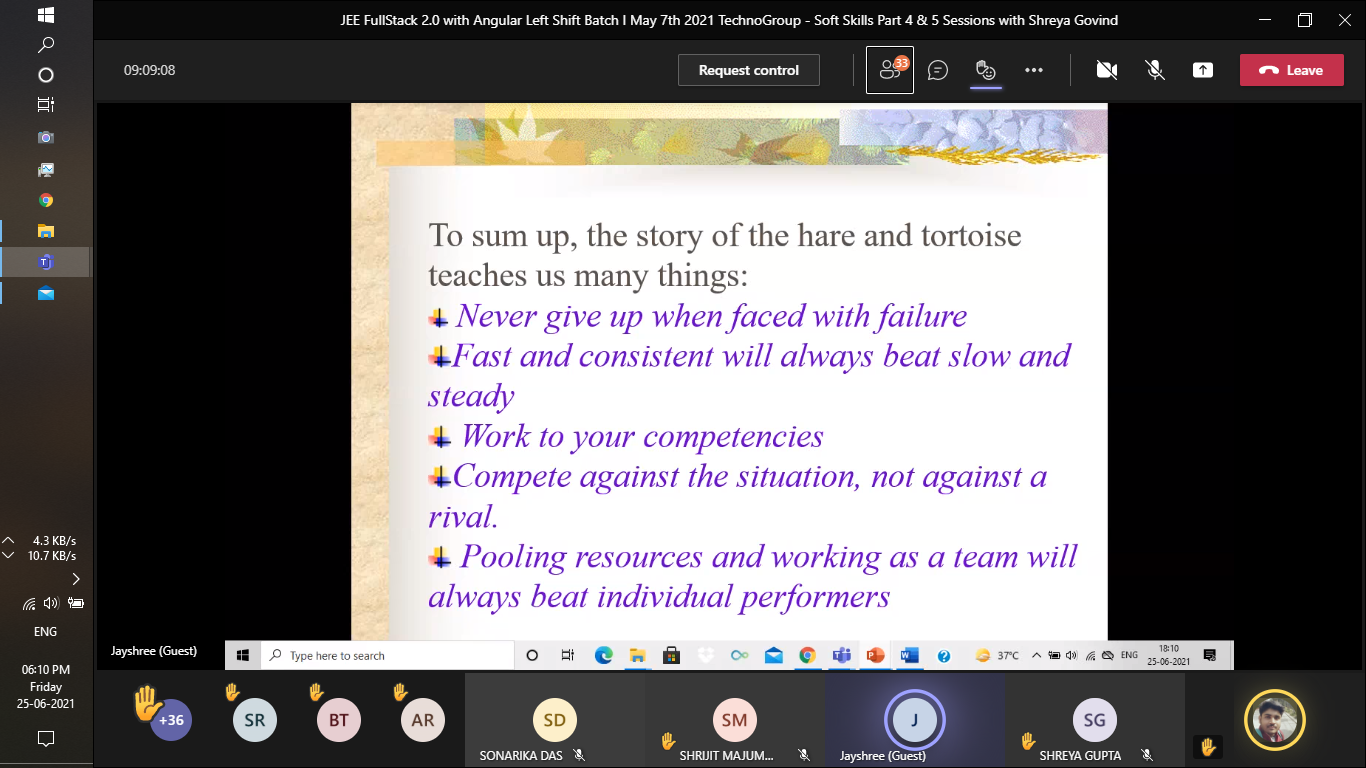 JEE FullStack 2.0 with Angular Left Shift Batch I May 7th 2021 TechnoGroup - Soft Skills Part 4 & 5 Sessions with Shreya Govind
09:09:08
Request control
33
Leave
To sum up, the story of the hare and tortoise
teaches us many things:
Never give up when faced with failure
Fast and consistent will always beat slow and
steady
Work to your competencies
Compete against the situation, not against a
rival.
Pooling resources and working as a team will
always beat individual performers
Jayshree (Guest)
Type here to search
37°C
ENG
18:10
25-06-2021
4.3 KB/s
10.7 KB/s
ENG
06:10 PM
Friday
25-06-2021
+36
SR
BT
AR
SD
SONARIKA DAS
SM
SHRIJIT MAJUM...
J
Jayshree (Guest)
SG
SHREYA GUPTA